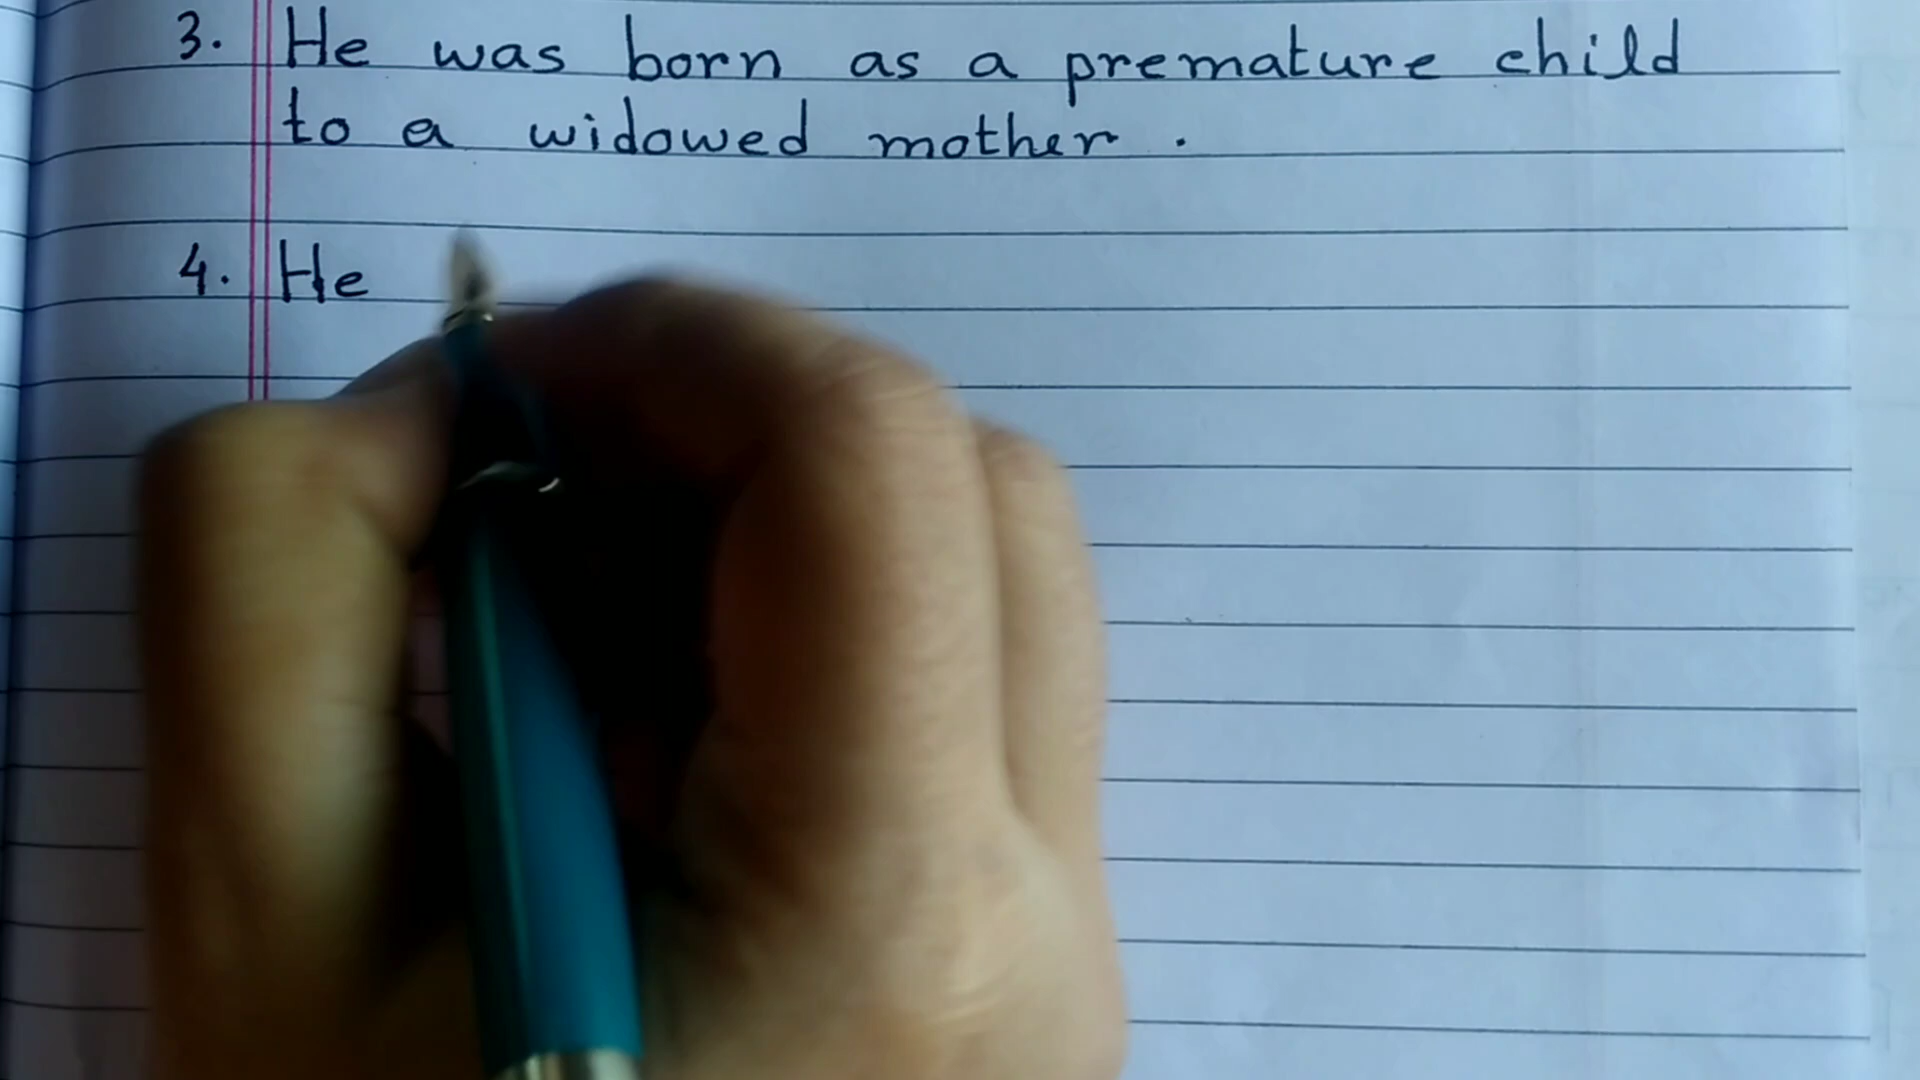 3. He was born as a premature child
to a widowed mother .
4. He